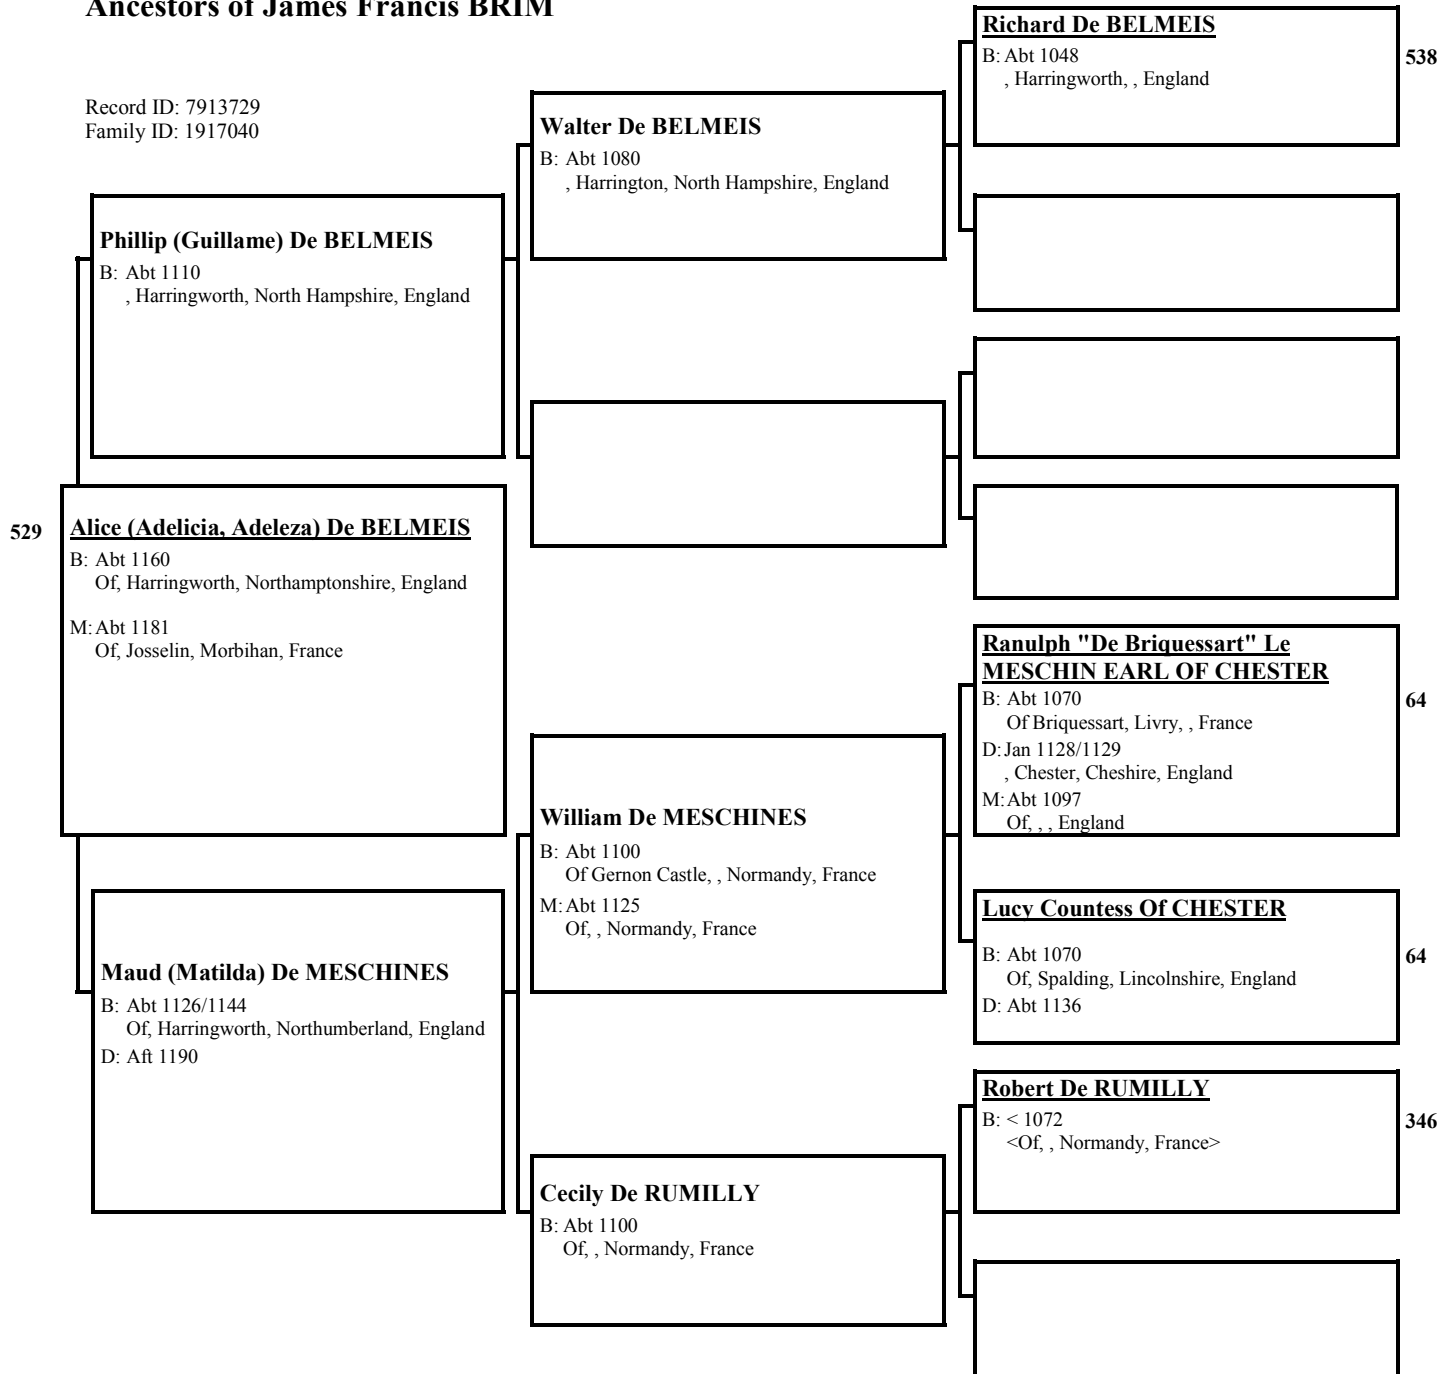 Ancestors of James Francis BRIM
Record ID: 7913729
Family ID: 1917040
Richard De BELMEIS
B: Abt 1048
, Harringworth, , England
538
Walter De BELMEIS
B: Abt 1080
, Harrington, North Hampshire, England
Phillip (Guillame) De BELMEIS
B: Abt 1110
, Harringworth, North Hampshire, England
529
Alice (Adelicia, Adeleza) De BELMEIS
B: Abt 1160
Of, Harringworth, Northamptonshire, England
M: Abt 1181
Of, Josselin, Morbihan, France
Ranulph "De Briquessart" Le
MESCHIN EARL OF CHESTER
B: Abt 1070
Of Briquessart, Livry, , France
D: Jan 1128/1129
, Chester, Cheshire, England
M: Abt 1097
Of, , , England
64
William De MESCHINES
B: Abt 1100
Of Gernon Castle, , Normandy, France
M: Abt 1125
Of, , Normandy, France
Lucy Countess Of CHESTER
B: Abt 1070
Of, Spalding, Lincolnshire, England
D: Abt 1136
64
Maud (Matilda) De MESCHINES
B: Abt 1126/1144
Of, Harringworth, Northumberland, England
D: Aft 1190
Robert De RUMILLY
B: < 1072
<Of, , Normandy, France>
346
Cecily De RUMILLY
B: Abt 1100
Of, , Normandy, France